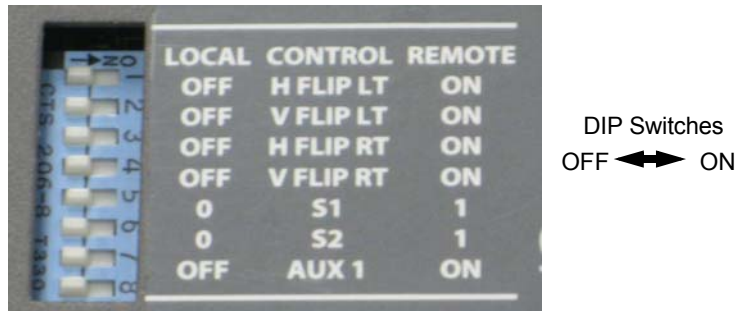 ON
1 2 3 4 5 6 7 8
CTS 206-8 T330
LOCAL CONTROL REMOTE
OFF H FLIP LT ON
OFF V FLIP LT ON
OFF H FLIP RT ON
OFF V FLIP RT ON
0 S1 1
0 S2 1
OFF AUX 1 ON
DIP Switches
OFF ON